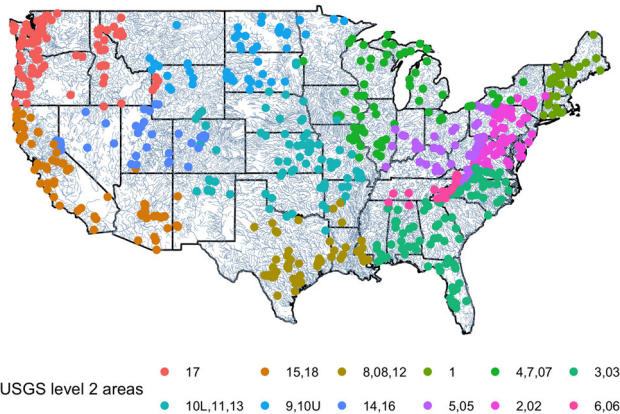 17 15,18 8,08,12 1 4,7,07 3,03
USGS level 2 areas
10L,11,13 9,10U 14,16 5,05 2,02 6,06